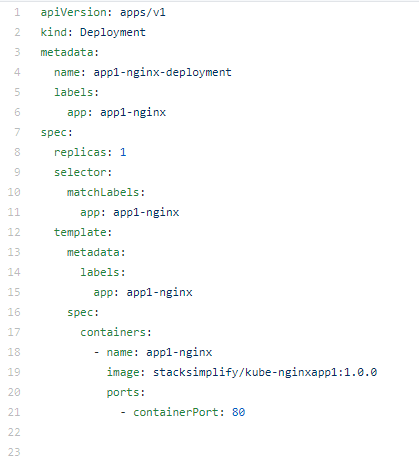 1 apiVersion: apps/v1
2 kind: Deployment
3 metadata:
4   name: app1-nginx-deployment
5   labels:
6     app: app1-nginx
7 spec:
8   replicas: 1
9   selector:
10     matchLabels:
11       app: app1-nginx
12   template:
13     metadata:
14       labels:
15         app: app1-nginx
16     spec:
17       containers:
18         - name: app1-nginx
19           image: stacksimplify/kube-nginxapp1:1.0.0
20           ports:
21             - containerPort: 80
22
23